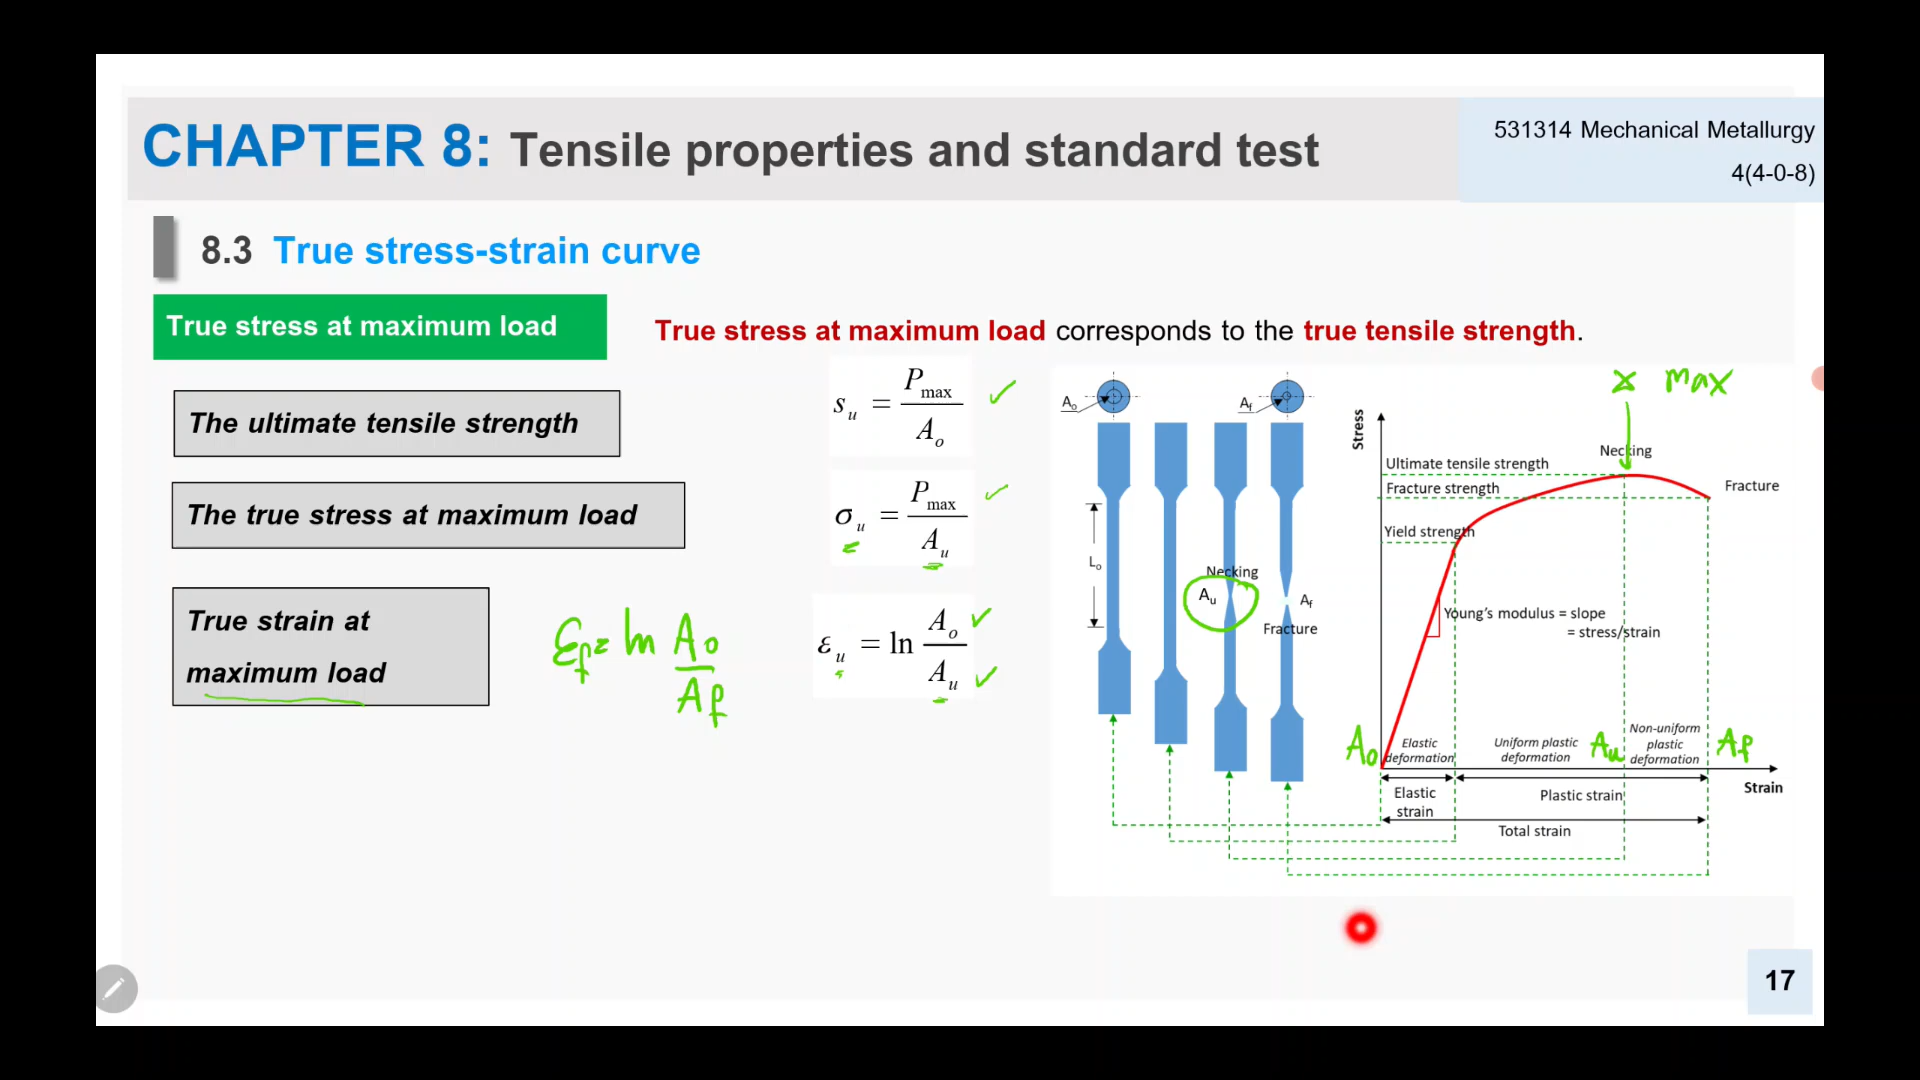 CHAPTER 8: Tensile properties and standard test
531314 Mechanical Metallurgy
4(4-0-8)
8.3 True stress-strain curve
True stress at maximum load
True stress at maximum load corresponds to the true tensile strength.
The ultimate tensile strength
s_u = P_max / A_o ✓
The true stress at maximum load
σ_u = P_max / A_u ✓
True strain at
maximum load
ε_f = ln A_o / A_f
ε_u = ln A_o / A_u ✓ ✓
A_o
A_f
L_o
Necking
A_u
A_f
Fracture
x max
Stress
Necking
Ultimate tensile strength
Fracture strength
Fracture
Yield strength
Young's modulus = slope
= stress/strain
A_o
Elastic
deformation
Uniform plastic
deformation
A_u
Non-uniform
plastic
deformation
A_f
Strain
Elastic
strain
Plastic strain
Total strain
17